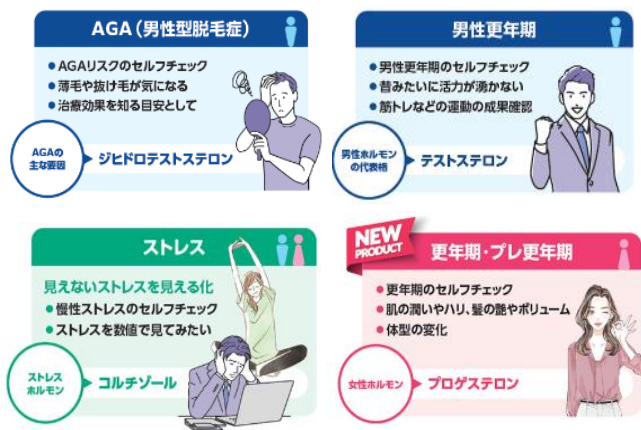 AGA（男性型脱毛症）
●AGAリスクのセルフチェック
●薄毛や抜け毛が気になる
●治療効果を知る目安として
AGAの
主な要因
ジヒドロテストステロン
男性更年期
●男性更年期のセルフチェック
●昔みたいに活力が湧かない
●筋トレなどの運動の成果確認
男性ホルモン
の代表格
テストステロン
ストレス
見えないストレスを見える化
●慢性ストレスのセルフチェック
●ストレスを数値で見てみたい
ストレス
ホルモン
コルチゾール
NEW
PRODUCT
更年期・プレ更年期
●更年期のセルフチェック
●肌の潤いやハリ、髪の艶やボリューム
●体型の変化
女性ホルモン
プロゲステロン